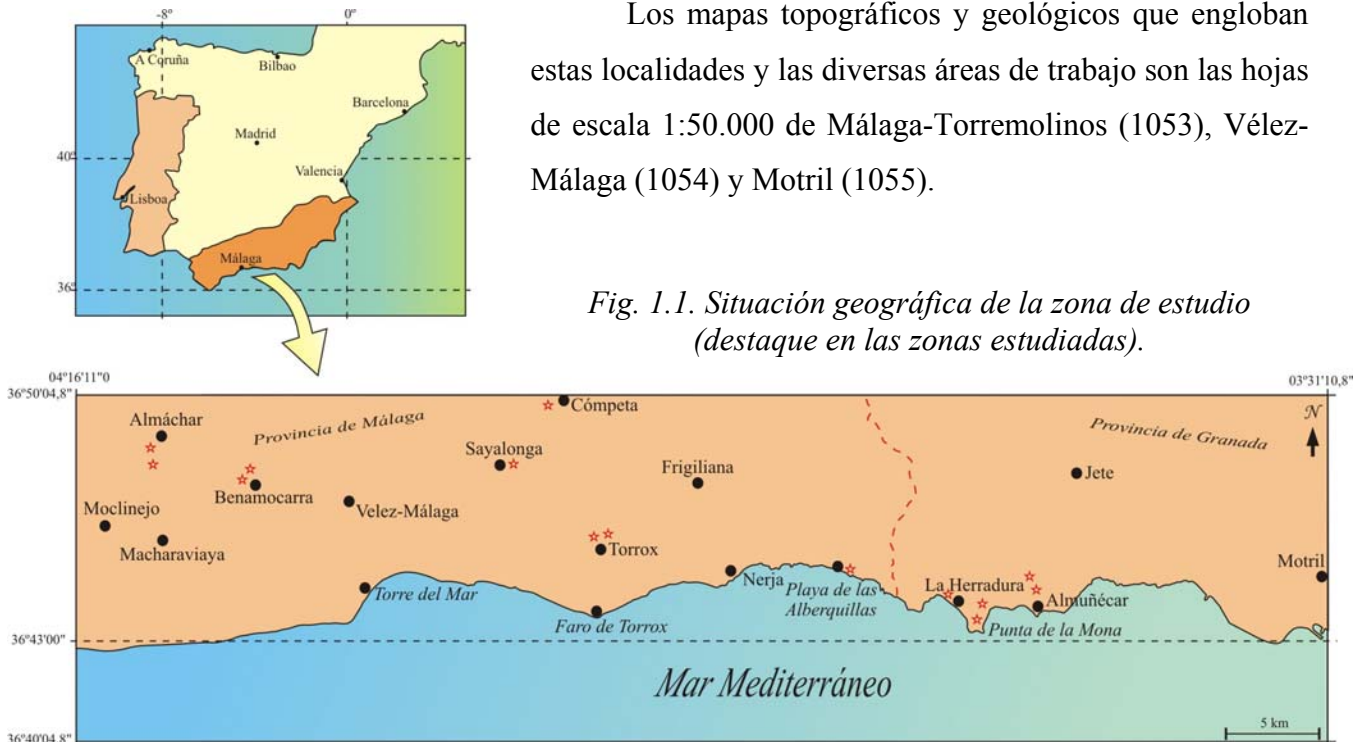 -8º
0º
A Coruña
Bilbao
Barcelona
Madrid
40º
Valencia
Lisboa
Málaga
36º
Los mapas topográficos y geológicos que engloban
estas localidades y las diversas áreas de trabajo son las hojas
de escala 1:50.000 de Málaga-Torremolinos (1053), Vélez-
Málaga (1054) y Motril (1055).
Fig. 1.1. Situación geográfica de la zona de estudio
(destaque en las zonas estudiadas).
04º16'11"0
03º31'10,8"
36º50'04,8"
Cómpeta
N
Almáchar
Provincia de Málaga
Provincia de Granada
Sayalonga
Frigiliana
Jete
Benamocarra
Moclinejo
Velez-Málaga
Macharaviaya
Torrox
Motril
Nerja
Playa de las
Alberquillas
La Herradura
Torre del Mar
Almuñécar
Faro de Torrox
Punta de la Mona
36º43'00"
Mar Mediterráneo
5 km
36º40'04,8"